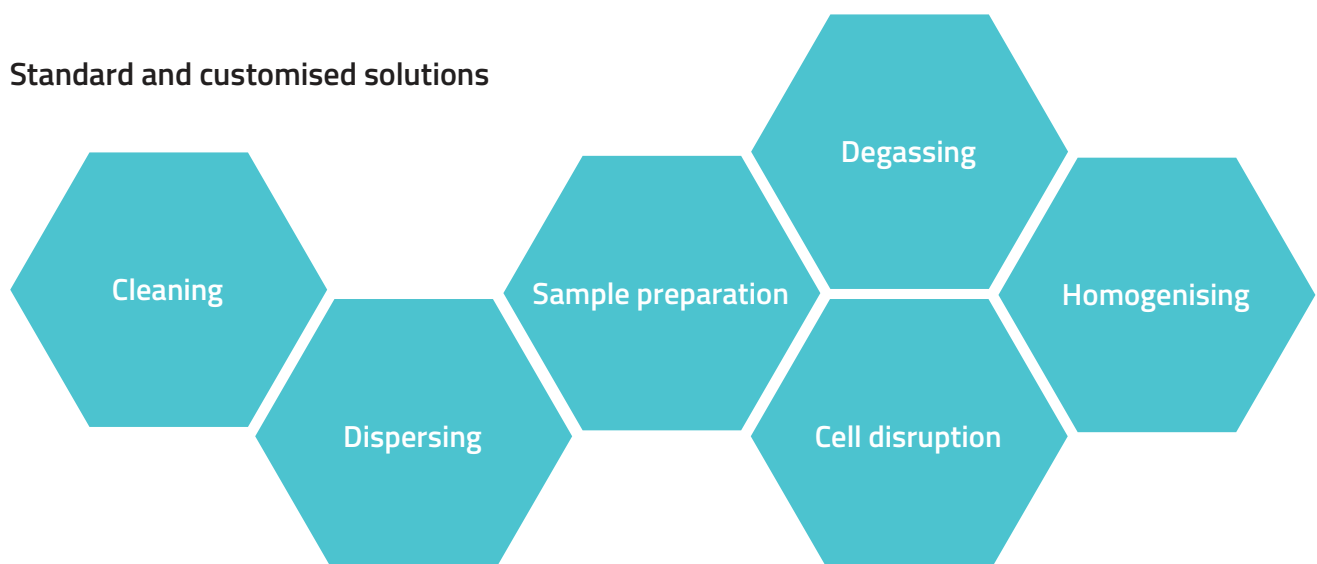 Standard and customised solutions
Cleaning
Dispersing
Sample preparation
Degassing
Cell disruption
Homogenising